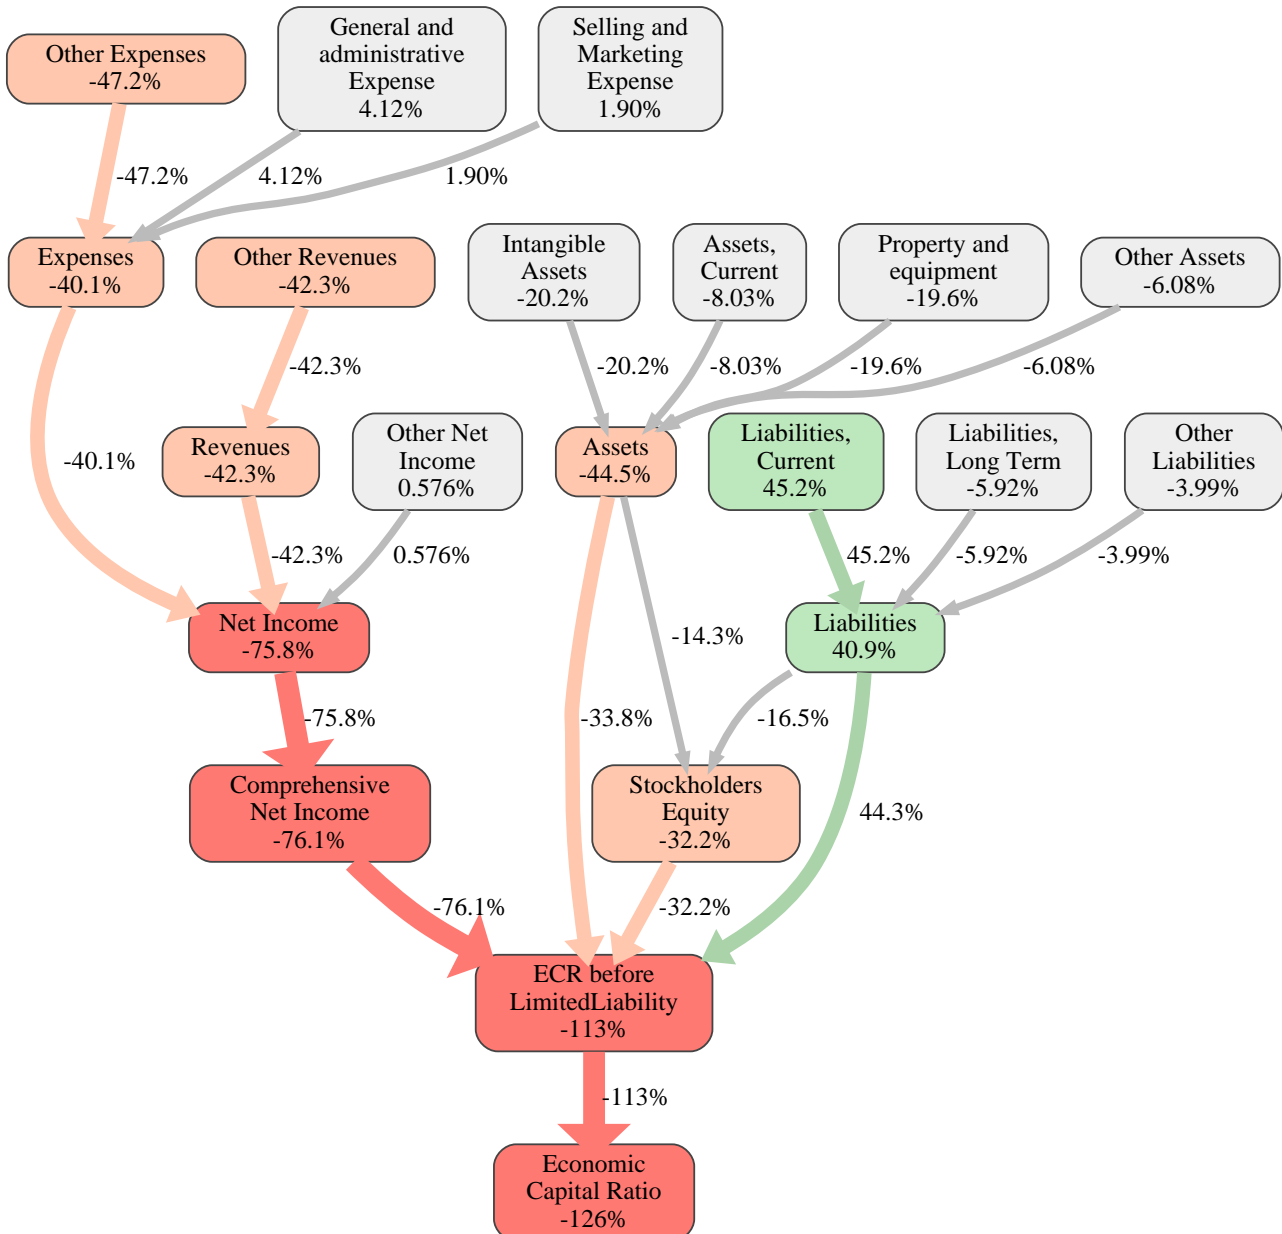 Other Expenses
-47.2%
General and
administrative
Expense
4.12%
Selling and
Marketing
Expense
1.90%
-47.2%
4.12%
1.90%
Expenses
-40.1%
Other Revenues
-42.3%
Intangible
Assets
-20.2%
Assets,
Current
-8.03%
Property and
equipment
-19.6%
Other Assets
-6.08%
-42.3%
-20.2%
-8.03%
-19.6%
-6.08%
-40.1%
Revenues
-42.3%
Other Net
Income
0.576%
Assets
-44.5%
Liabilities,
Current
45.2%
Liabilities,
Long Term
-5.92%
Other
Liabilities
-3.99%
-42.3%
0.576%
45.2%
-5.92%
-3.99%
Net Income
-75.8%
-14.3%
Liabilities
40.9%
-75.8%
-33.8%
-16.5%
Comprehensive
Net Income
-76.1%
Stockholders
Equity
-32.2%
44.3%
-76.1%
-32.2%
ECR before
LimitedLiability
-113%
-113%
Economic
Capital Ratio
-126%